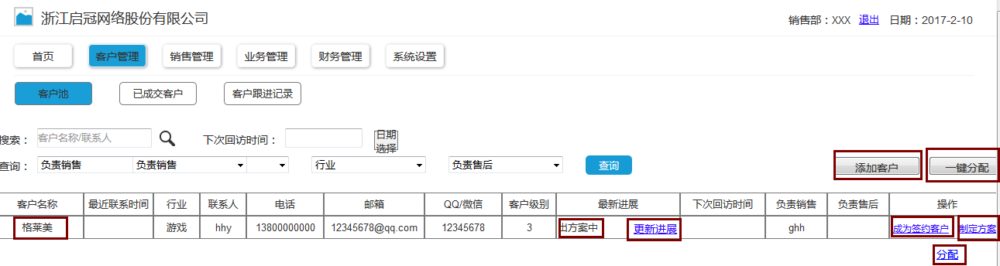 浙江启冠网络股份有限公司
销售部：XXX 退出 日期：2017-2-10
首页 客户管理 销售管理 业务管理 财务管理 系统设置
客户池 已成交客户 客户跟进记录
搜索： 客户名称/联系人 下次回访时间： 日期
选择
查询： 负责销售 负责销售 行业 负责售后 查询 添加客户 一键分配
客户名称 最近联系时间 行业 联系人 电话 邮箱 QQ/微信 客户级别 最新进展 下次回访时间 负责销售 负责售后 操作
格莱美 游戏 hhy 13800000000 12345678@qq.com 12345678 3 出方案中 更新进展 ghh 成为签约客户 制定方案
分配